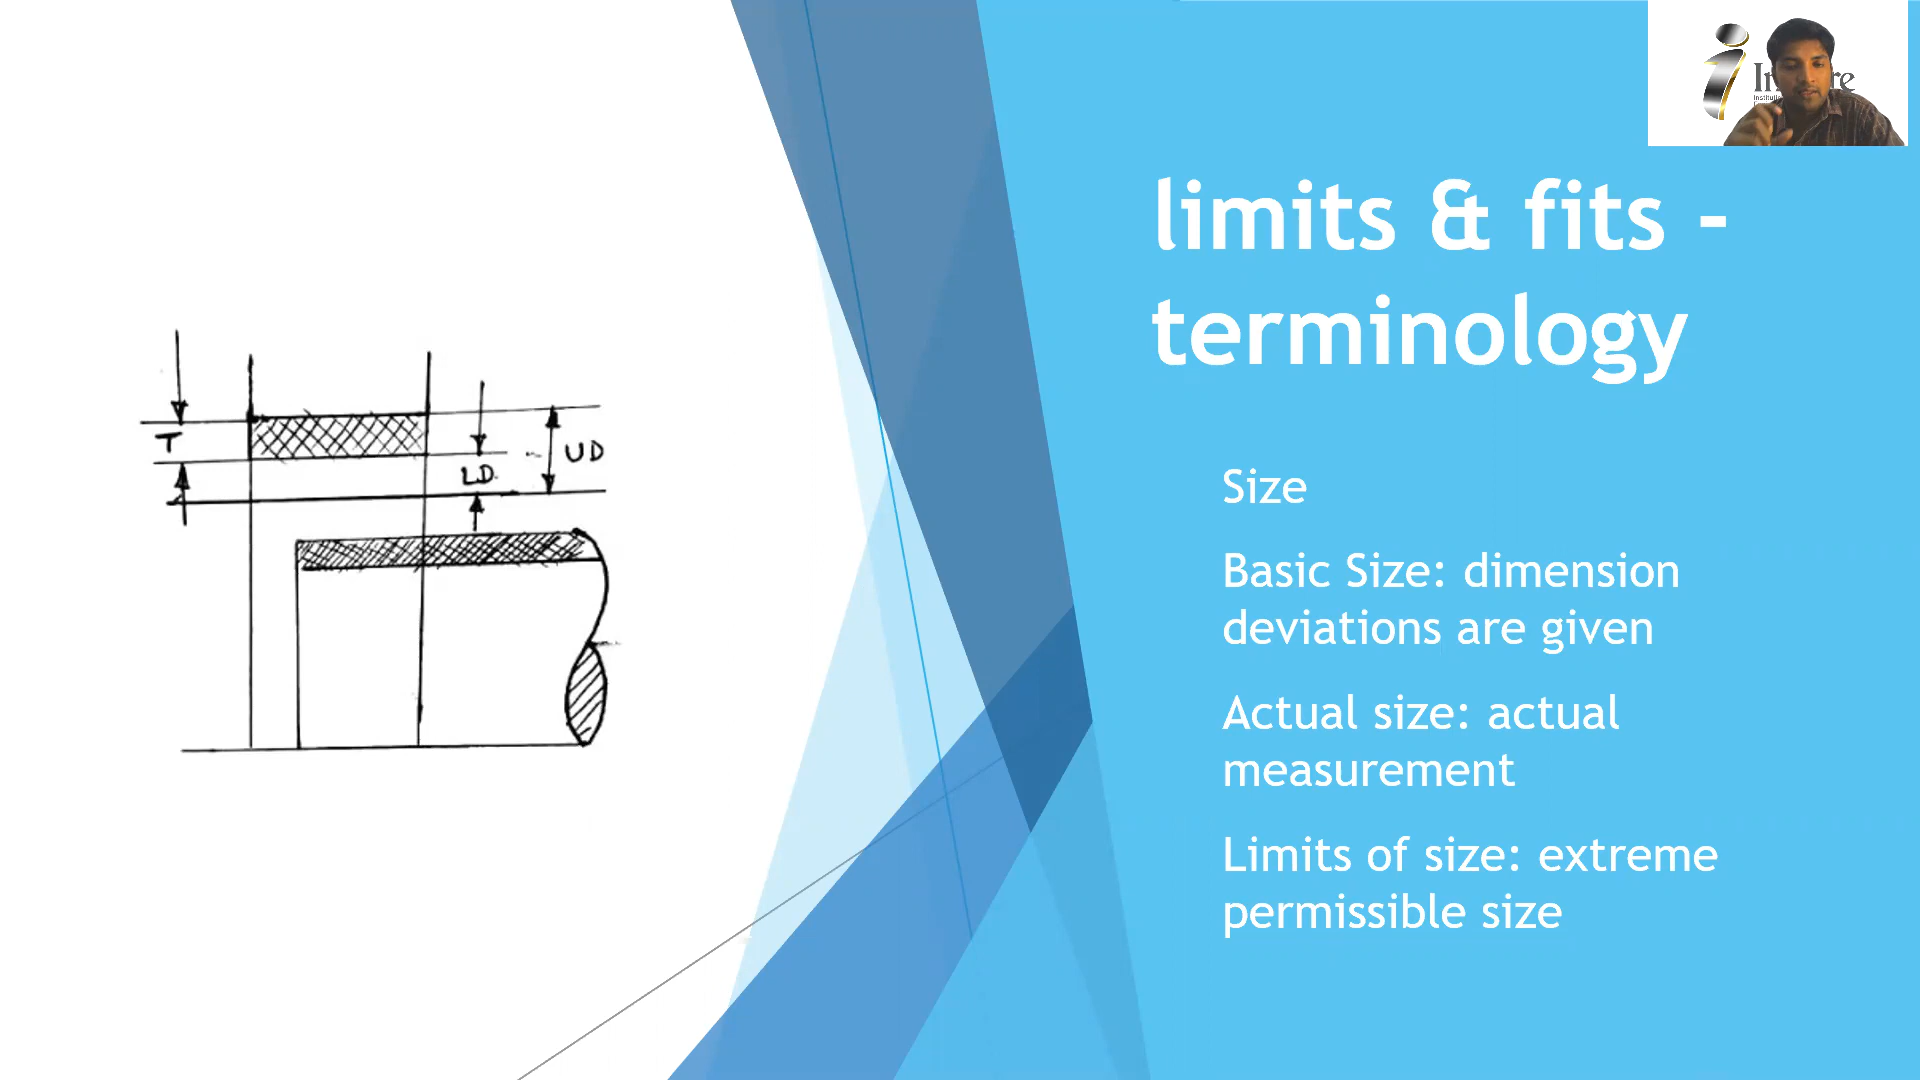 limits & fits -
terminology
Size
Basic Size: dimension
deviations are given
Actual size: actual
measurement
Limits of size: extreme
permissible size
T
LD
UD